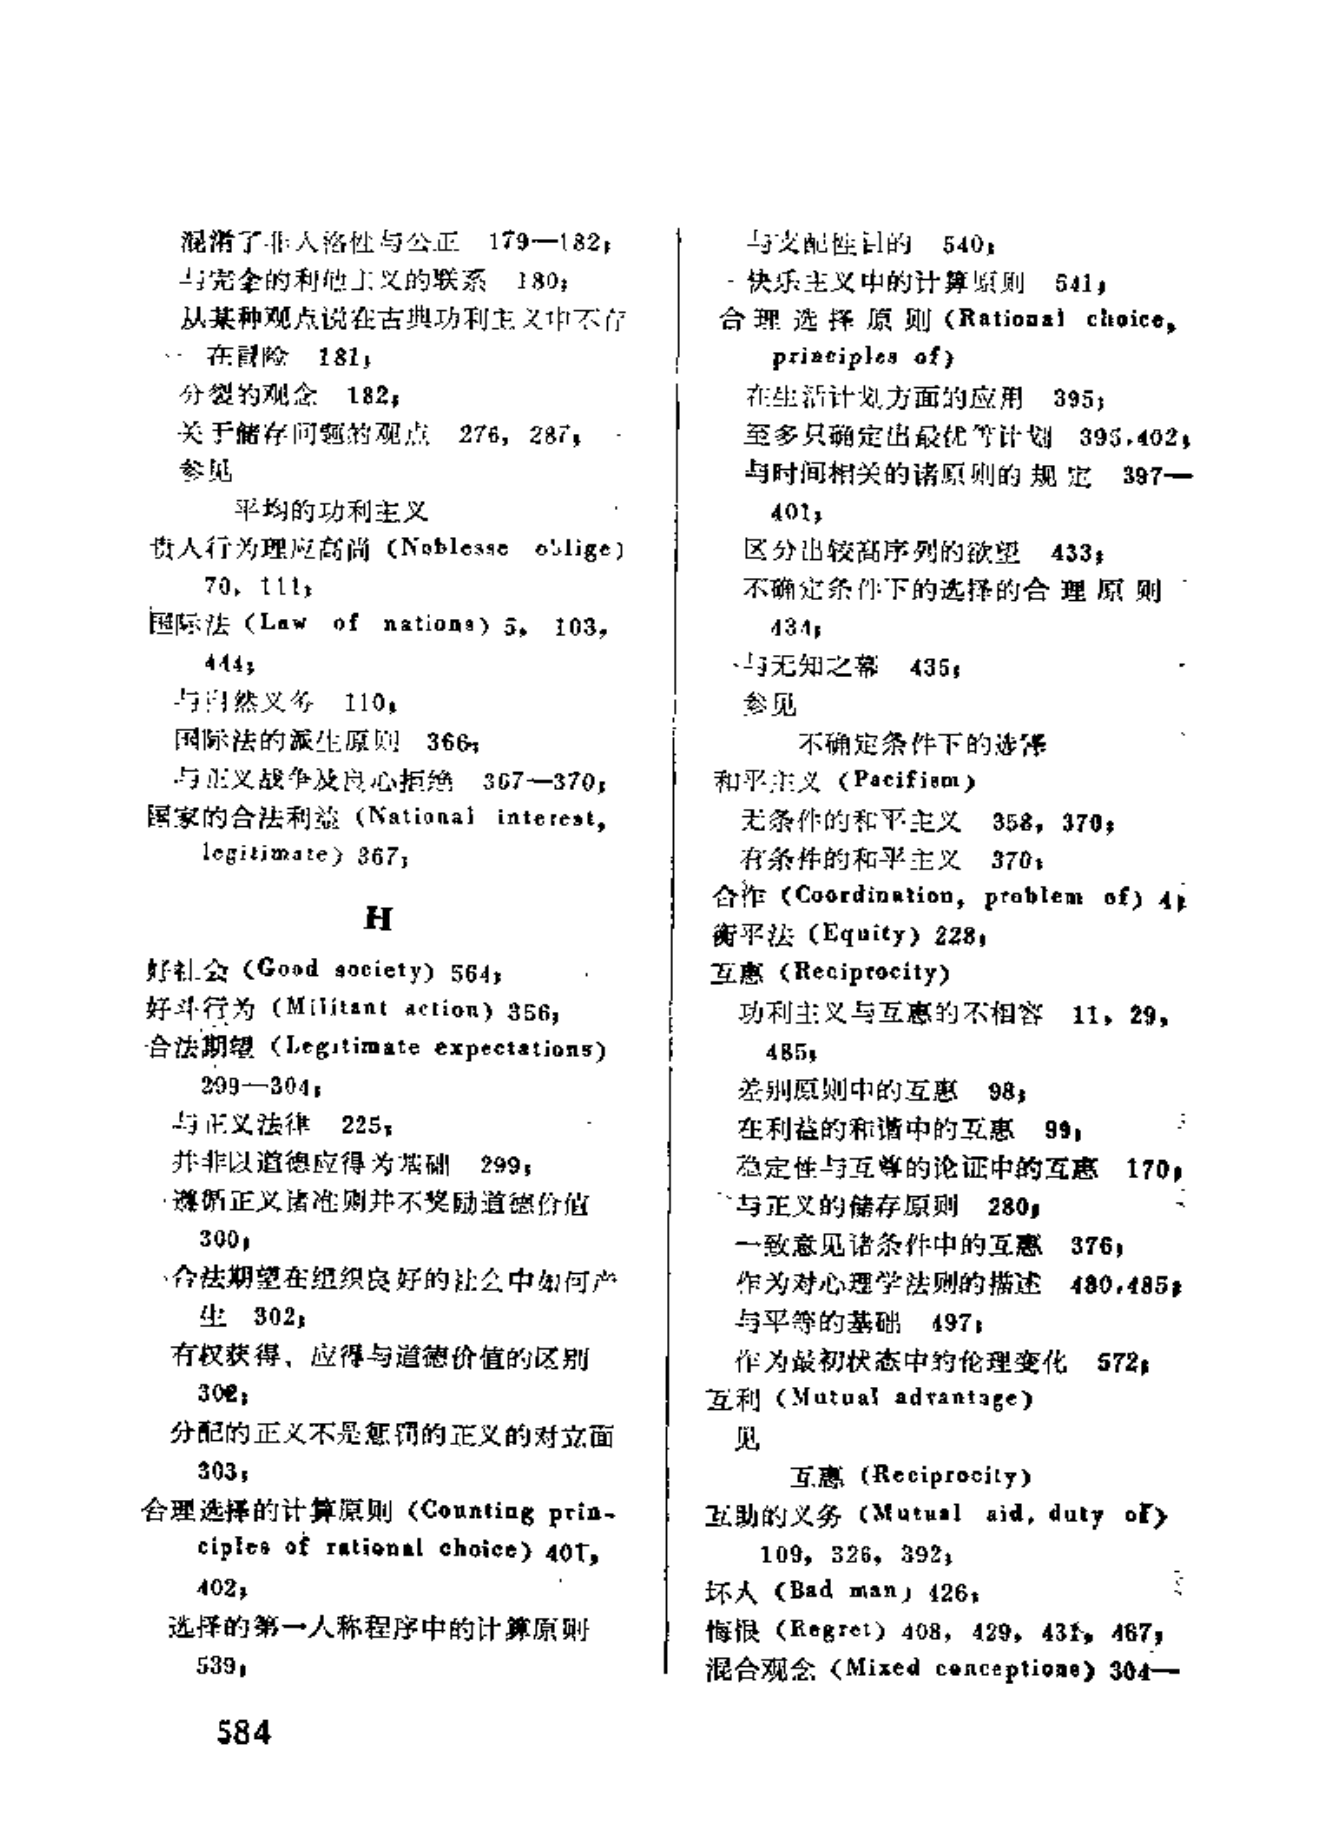 混淆了非人格性与公正 179—182;
与完全的利他主义的联系 180;
从某种观点说在古典功利主义中不存
在冒险 181;
分裂的观念 182;
关于储存问题的观点 276, 287;
参见
平均的功利主义
贵人行为理应高尚 (Noblesse oblige)
70, 111;
国际法 (Law of nations) 5, 103,
444;
与自然义务 110;
国际法的派生原则 366;
与正义战争及良心拒绝 367—370;
国家的合法利益 (National interest,
legitimate) 367;
H
好社会 (Good society) 564;
好斗行为 (Militant action) 356;
合法期望 (Legitimate expectations)
299—304;
与正义法律 225;
并非以道德应得为基础 299;
遵循正义诸准则并不奖励道德价值
300;
合法期望在组织良好的社会中如何产
生 302;
有权获得、应得与道德价值的区别
302;
分配的正义不是惩罚的正义的对立面
303;
合理选择的计算原则 (Counting prin-
ciples of rational choice) 401,
402;
选择的第一人称程序中的计算原则
539;
584
与支配性目的 540;
快乐主义中的计算原则 541;
合理选择原则 (Rational choice,
principles of)
在生活计划方面的应用 395;
至多只确定出最优等计划 395,402;
与时间相关的诸原则的规定 397—
401;
区分出较高序列的欲望 433;
不确定条件下的选择的合理原则
434;
与无知之幕 435;
参见
不确定条件下的选择
和平主义 (Pacifism)
无条件的和平主义 358, 370;
有条件的和平主义 370;
合作 (Coordination, problem of) 4;
衡平法 (Equity) 228;
互惠 (Reciprocity)
功利主义与互惠的不相容 11, 29,
485;
差别原则中的互惠 98;
在利益的和谐中的互惠 99;
稳定性与互尊的论证中的互惠 170;
与正义的储存原则 280;
一致意见诸条件中的互惠 376;
作为对心理学法则的描述 480,485;
与平等的基础 497;
作为最初状态中的伦理变化 572;
互利 (Mutual advantage)
见
互惠 (Reciprocity)
互助的义务 (Mutual aid, duty of)
109, 326, 392;
坏人 (Bad man) 426;
悔恨 (Regret) 408, 429, 431, 467;
混合观念 (Mixed conceptions) 304—